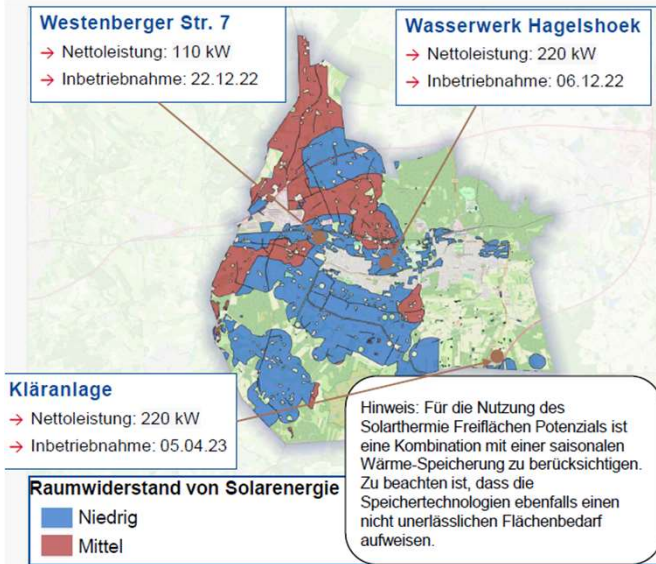 Westenberger Str. 7
→ Nettoleistung: 110 kW
→ Inbetriebnahme: 22.12.22
Wasserwerk Hagelshoek
→ Nettoleistung: 220 kW
→ Inbetriebnahme: 06.12.22
Kläranlage
→ Nettoleistung: 220 kW
→ Inbetriebnahme: 05.04.23
Hinweis: Für die Nutzung des
Solarthermie Freiflächen Potenzials ist
eine Kombination mit einer saisonalen
Wärme-Speicherung zu berücksichtigen.
Zu beachten ist, dass die
Speichertechnologien ebenfalls einen
nicht unerlässlichen Flächenbedarf
aufweisen.
Raumwiderstand von Solarenergie
Niedrig
Mittel